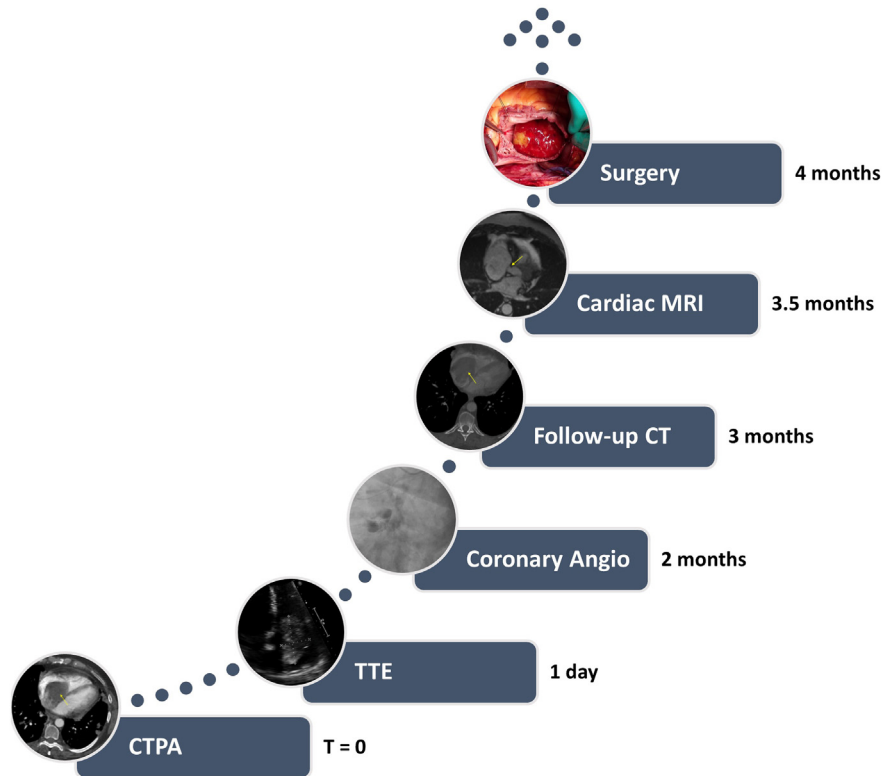 Surgery 4 months
Cardiac MRI 3.5 months
Follow-up CT 3 months
Coronary Angio 2 months
TTE 1 day
CTPA T = 0